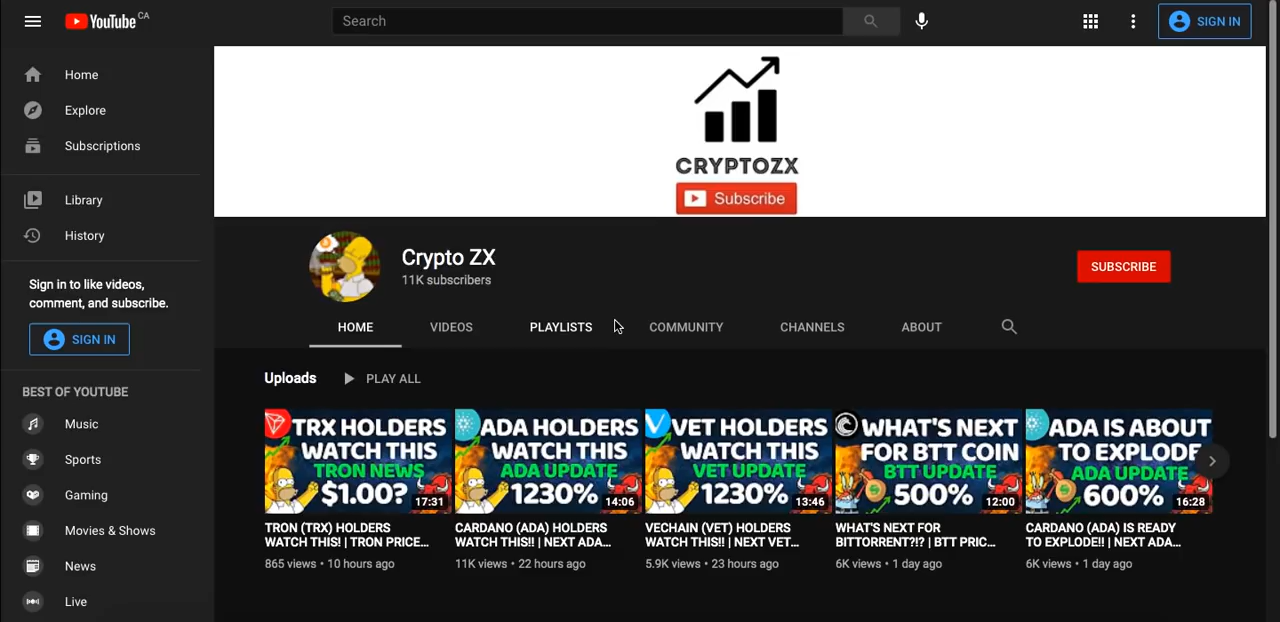 YouTube CA
Search
SIGN IN
Home
Explore
Subscriptions
Library
History
Sign in to like videos,
comment, and subscribe.
SIGN IN
BEST OF YOUTUBE
Music
Sports
Gaming
Movies & Shows
News
Live
CRYPTOZX
Subscribe
Crypto ZX
11K subscribers
SUBSCRIBE
HOME
VIDEOS
PLAYLISTS
COMMUNITY
CHANNELS
ABOUT
Uploads
PLAY ALL
TRX HOLDERS
WATCH THIS
TRON NEWS
$1.00?
17:31
TRON (TRX) HOLDERS
WATCH THIS! | TRON PRICE...
865 views • 10 hours ago
ADA HOLDERS
WATCH THIS
ADA UPDATE
1230%
14:06
CARDANO (ADA) HOLDERS
WATCH THIS!! | NEXT ADA...
11K views • 22 hours ago
VET HOLDERS
WATCH THIS
VET UPDATE
1230%
13:46
VECHAIN (VET) HOLDERS
WATCH THIS!! | NEXT VET...
5.9K views • 23 hours ago
WHAT'S NEXT
FOR BTT COIN
BTT UPDATE
500%
12:00
WHAT'S NEXT FOR
BITTORRENT?!? | BTT PRIC...
6K views • 1 day ago
ADA IS ABOUT
TO EXPLODE
ADA UPDATE
600%
16:28
CARDANO (ADA) IS READY
TO EXPLODE!! | NEXT ADA...
6K views • 1 day ago